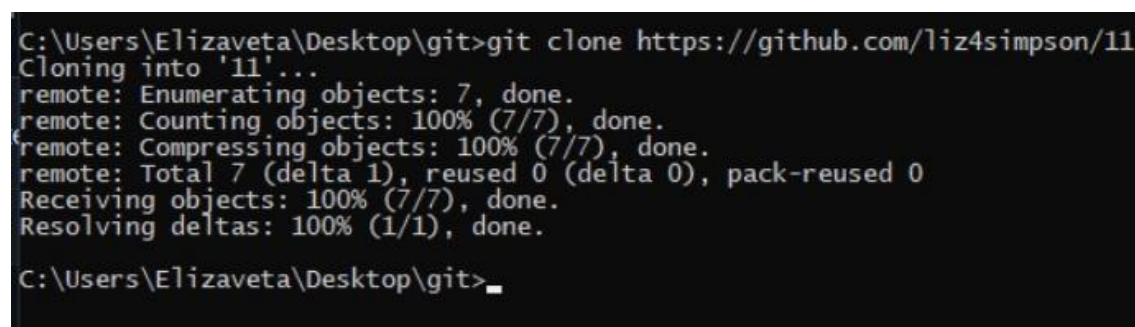 C:\Users\Elizaveta\Desktop\git>git clone https://github.com/liz4simpson/11
Cloning into '11'...
remote: Enumerating objects: 7, done.
remote: Counting objects: 100% (7/7), done.
remote: Compressing objects: 100% (7/7), done.
remote: Total 7 (delta 1), reused 0 (delta 0), pack-reused 0
Receiving objects: 100% (7/7), done.
Resolving deltas: 100% (1/1), done.
C:\Users\Elizaveta\Desktop\git>